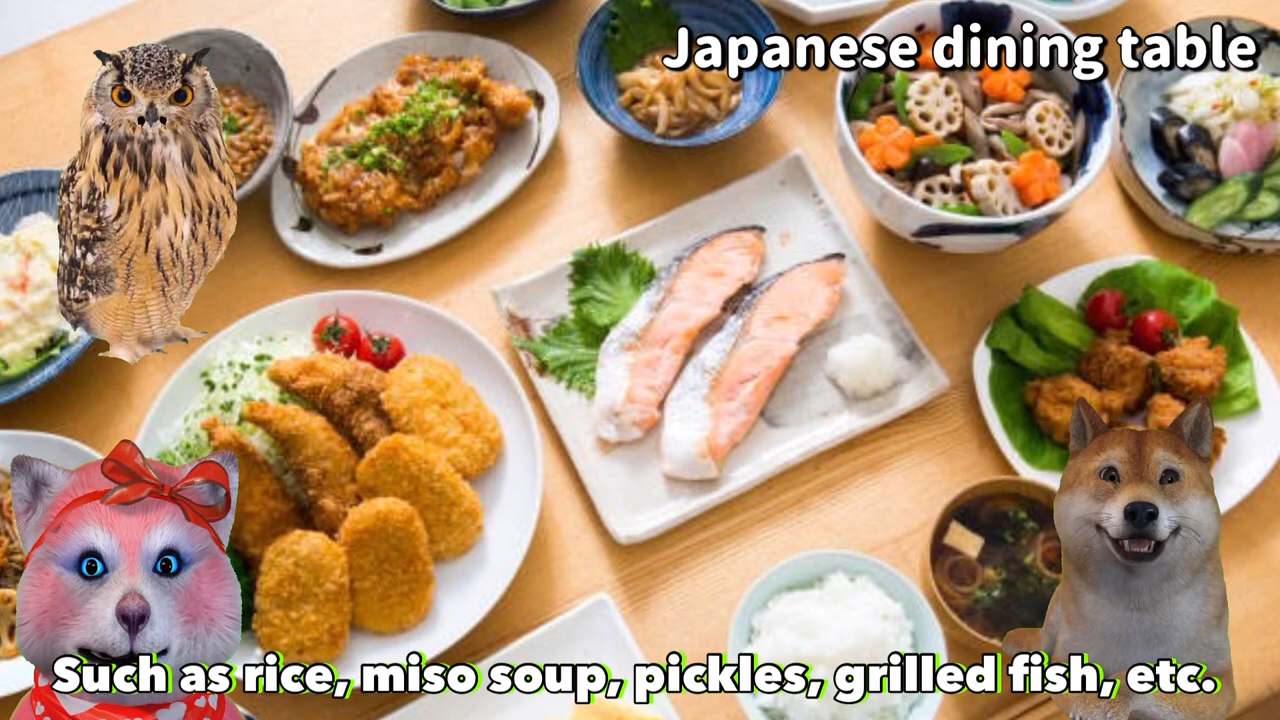 Japanese dining table
Such as rice, miso soup, pickles, grilled fish, etc.